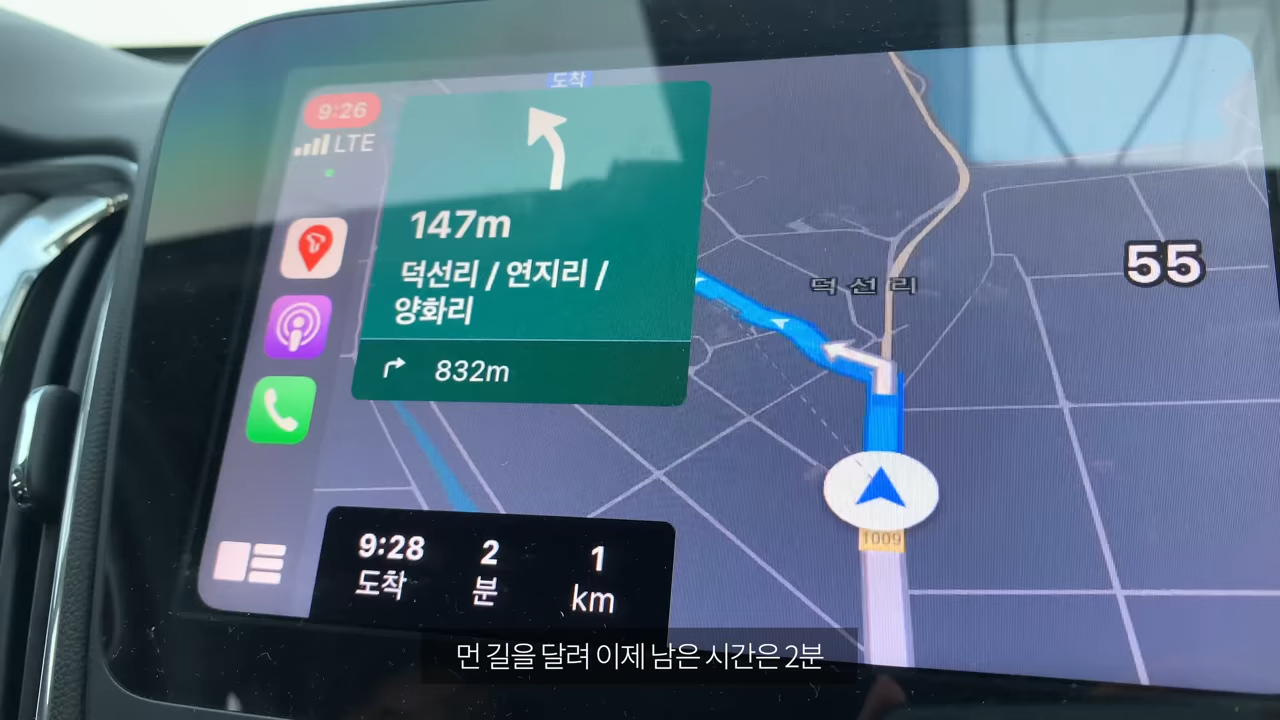 도착
9:26
LTE
147m
덕선리 / 연지리 /
양화리
832m
덕선리
55
1009
9:28 2 1
도착 분 km
먼 길을 달려 이제 남은 시간은 2분